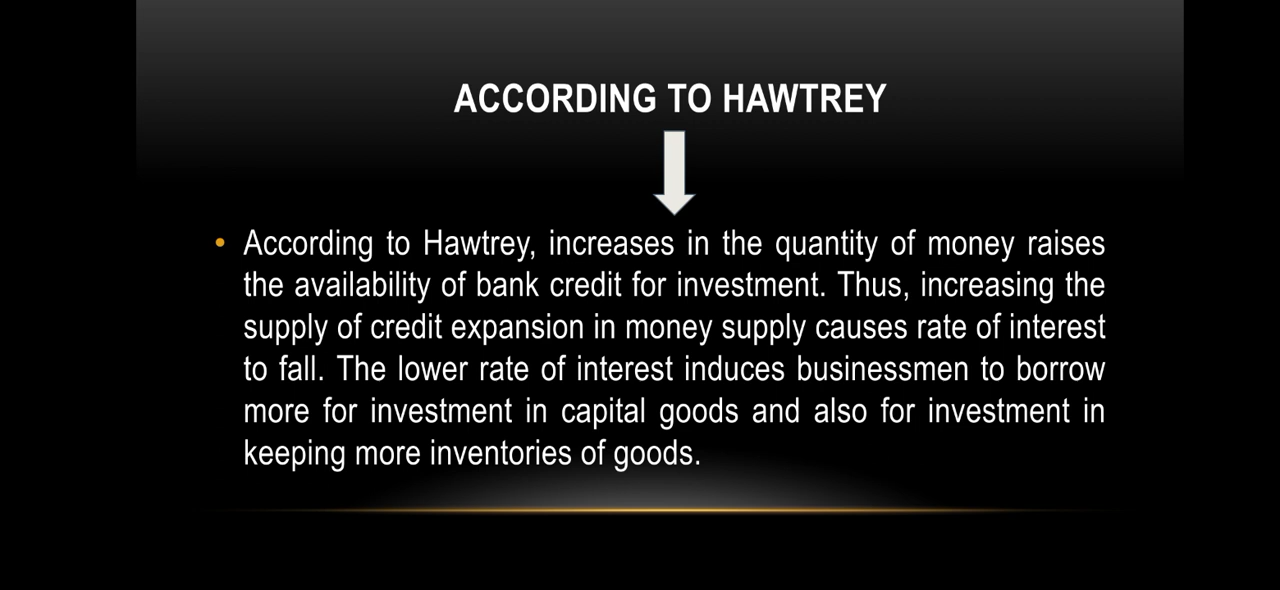 ACCORDING TO HAWTREY
• According to Hawtrey, increases in the quantity of money raises
the availability of bank credit for investment. Thus, increasing the
supply of credit expansion in money supply causes rate of interest
to fall. The lower rate of interest induces businessmen to borrow
more for investment in capital goods and also for investment in
keeping more inventories of goods.